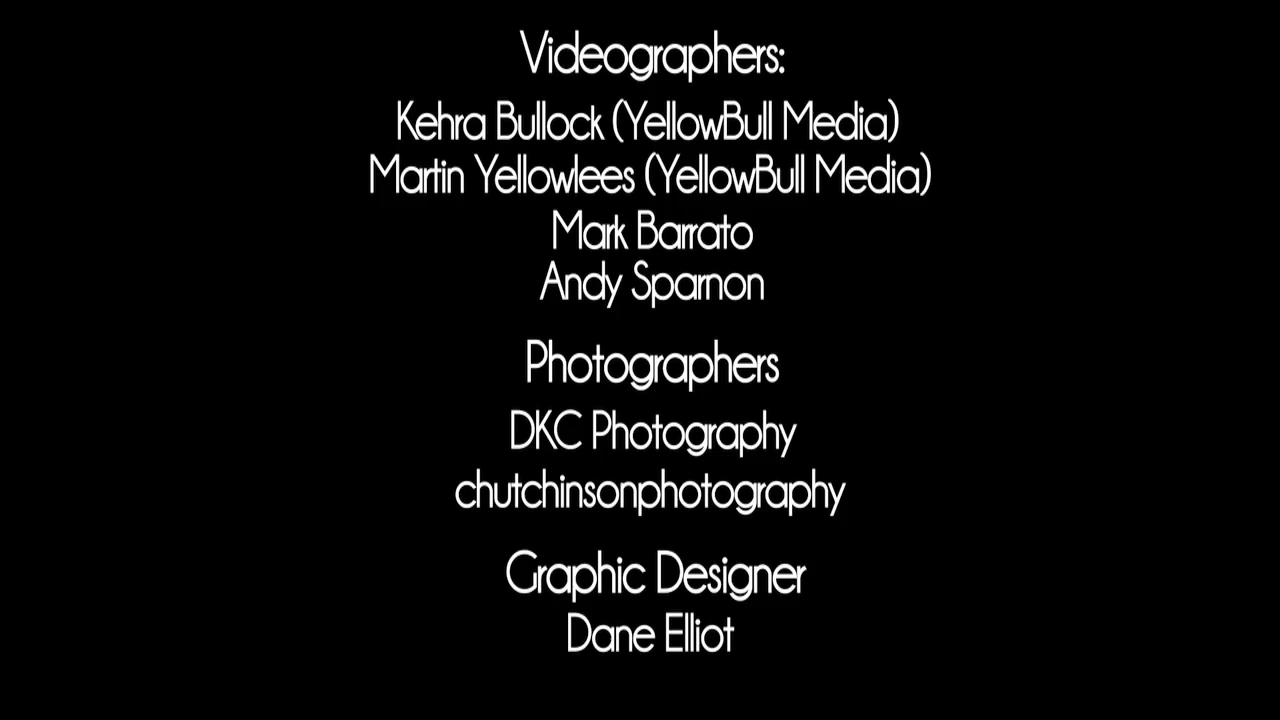 Videographers:
Kehra Bullock (YellowBull Media)
Martin Yellowlees (YellowBull Media)
Mark Barrato
Andy Sparnon
Photographers
DKC Photography
chutchinsonphotography
Graphic Designer
Dane Elliot